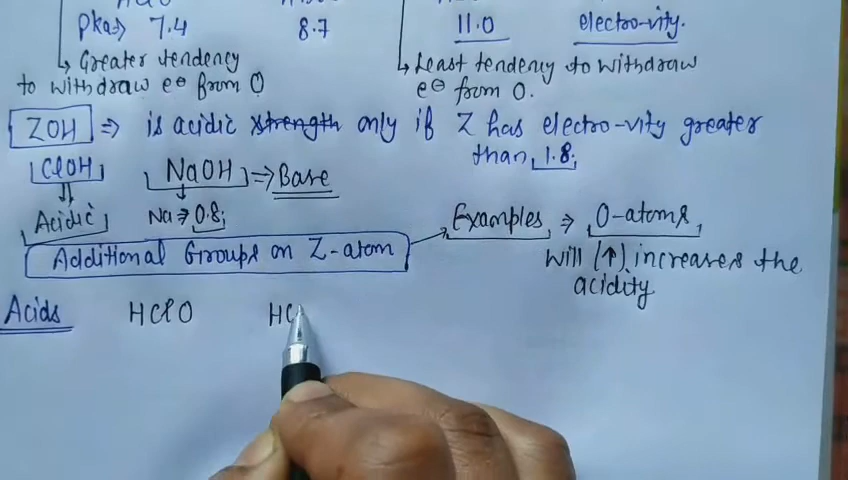 pka⇒ 7.4 8.7 11.0 electro-vity.
↳ Greater tendency to withdraw e⊖ from O
↳ Least tendency to withdraw e⊖ from O.
ZOH ⇒ is acidic strength only if Z has electro-vity greater than 1.8;
ClOH NaOH ⇒ Base
Acidic Na ⇒ 0.8;
Additional Groups on Z-atom
Examples ⇒ O-atoms, will (↑) increases the acidity
Acids HClO HC